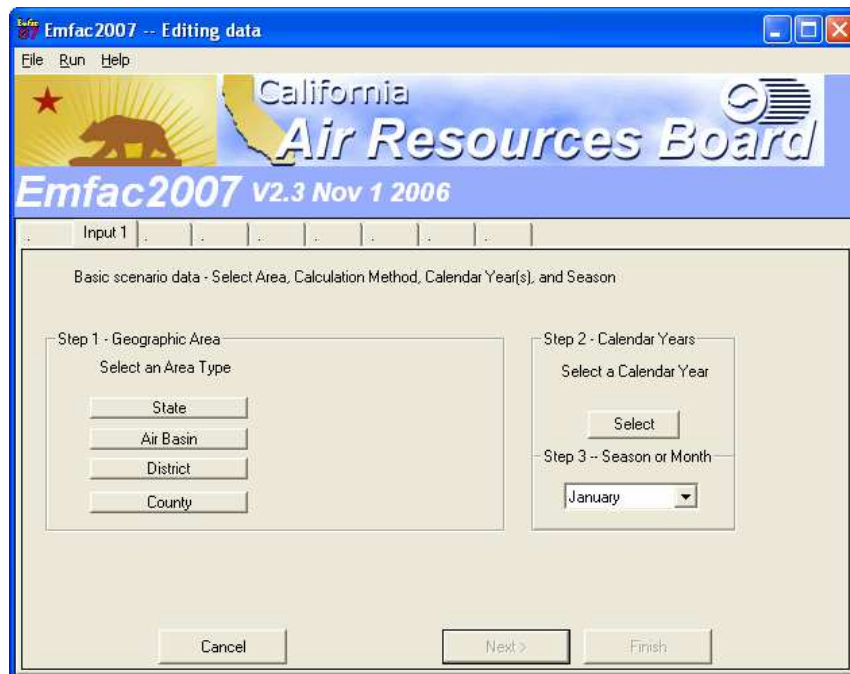 Emfac2007 -- Editing data
File Run Help
California
Air Resources Board
Emfac2007 V2.3 Nov 1 2006
. Input 1 . . . . . . .
Basic scenario data - Select Area, Calculation Method, Calendar Year(s), and Season
Step 1 - Geographic Area
Select an Area Type
State
Air Basin
District
County
Step 2 - Calendar Years
Select a Calendar Year
Select
Step 3 -- Season or Month
January
Cancel
Next >
Finish